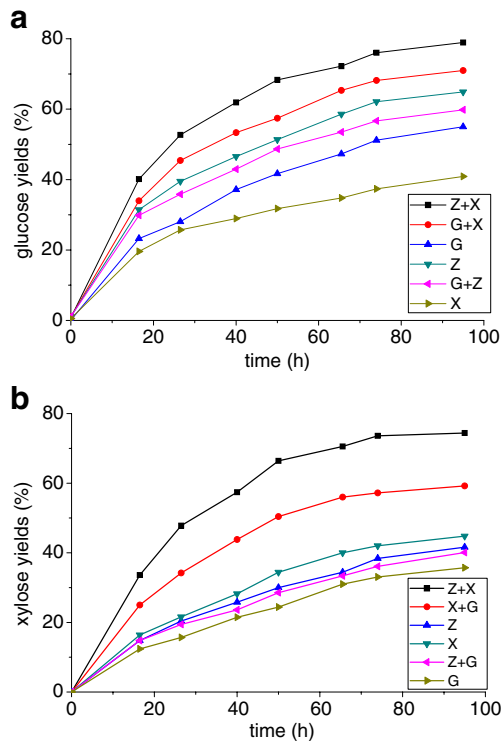 a
80
60
40
20
0
glucose yields (%)
Z+X
G+X
G
Z
G+Z
X
0 20 40 60 80 100
time (h)
b
80
60
40
20
0
xylose yields (%)
Z+X
X+G
Z
X
Z+G
G
0 20 40 60 80 100
time (h)